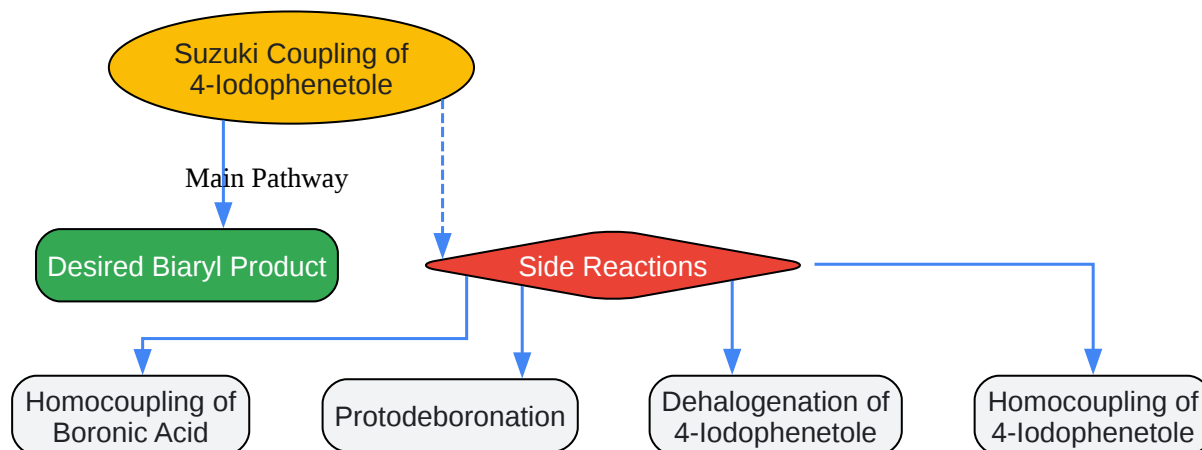 Suzuki Coupling of
4-Iodophenetole
Main Pathway
Desired Biaryl Product
Side Reactions
Homocoupling of
Boronic Acid
Protodeboronation
Dehalogenation of
4-Iodophenetole
Homocoupling of
4-Iodophenetole